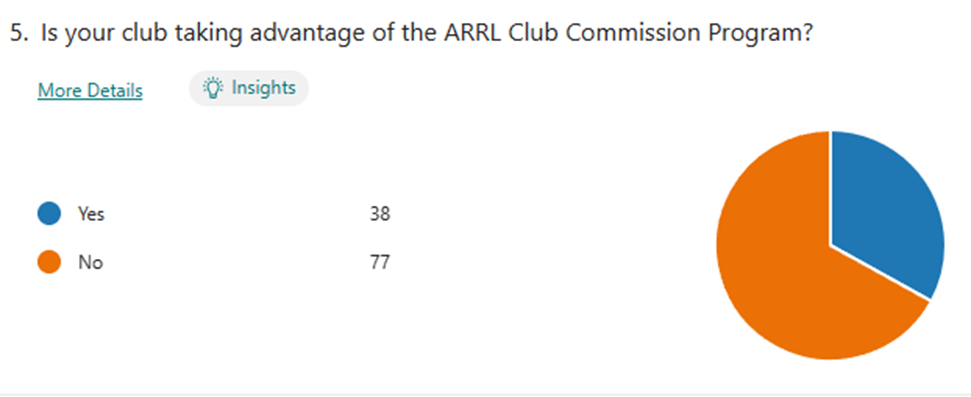 5. Is your club taking advantage of the ARRL Club Commission Program?
More Details Insights
Yes 38
No 77